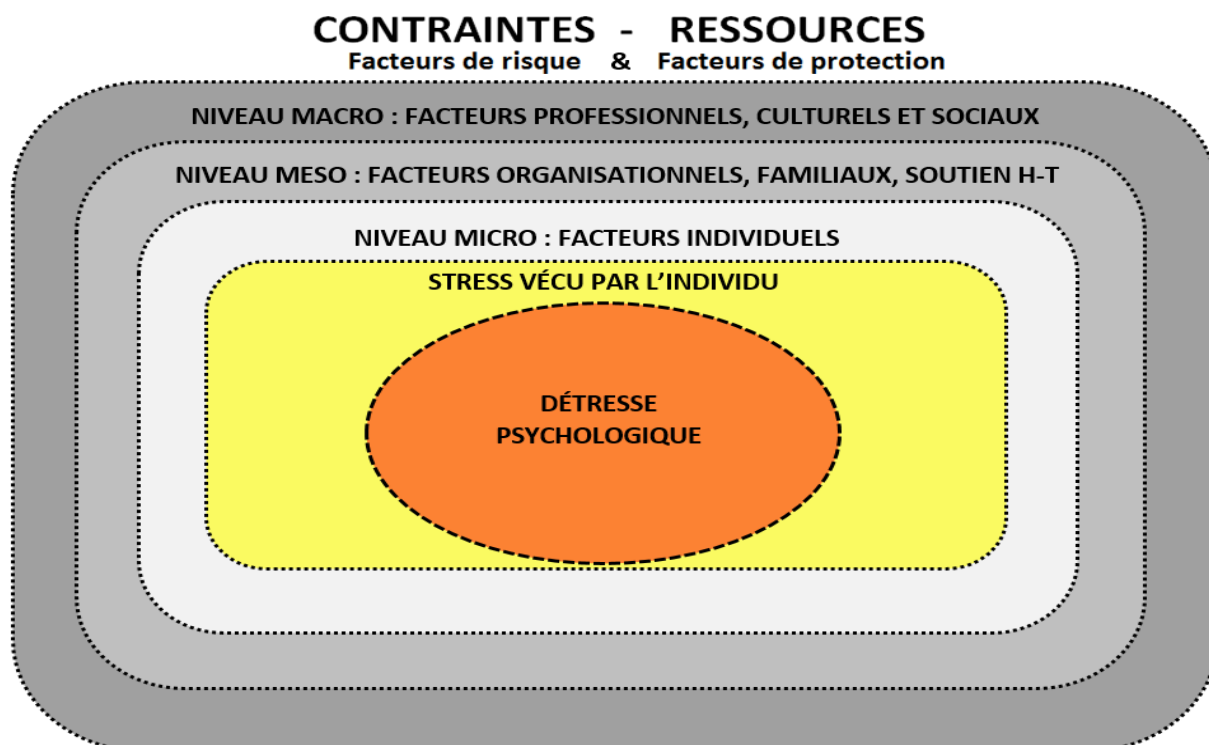 CONTRAINTES - RESSOURCES
Facteurs de risque & Facteurs de protection
NIVEAU MACRO : FACTEURS PROFESSIONNELS, CULTURELS ET SOCIAUX
NIVEAU MESO : FACTEURS ORGANISATIONNELS, FAMILIAUX, SOUTIEN H-T
NIVEAU MICRO : FACTEURS INDIVIDUELS
STRESS VÉCU PAR L’INDIVIDU
DÉTRESSE
PSYCHOLOGIQUE